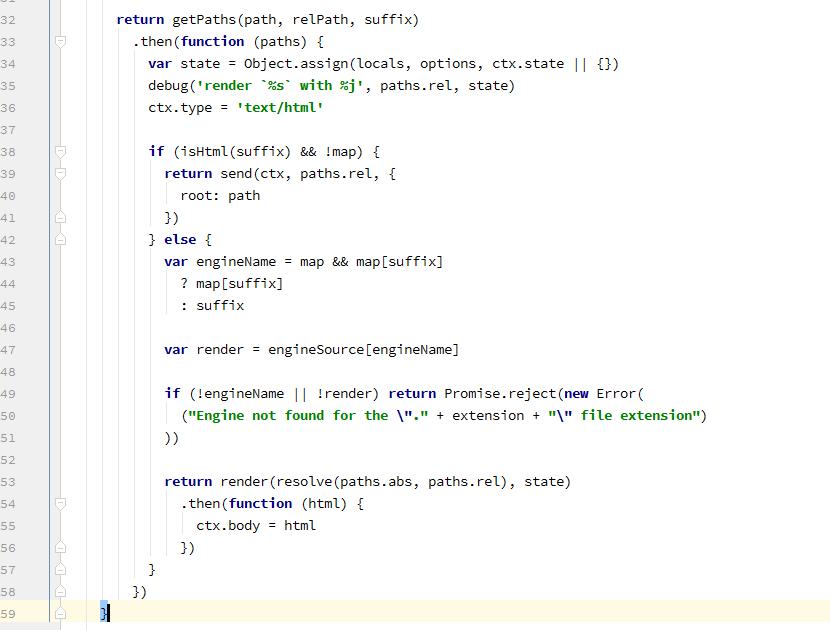 32 return getPaths(path, relPath, suffix)
33 .then(function (paths) {
34 var state = Object.assign(locals, options, ctx.state || {})
35 debug('render `%s` with %j', paths.rel, state)
36 ctx.type = 'text/html'
37
38 if (isHtml(suffix) && !map) {
39 return send(ctx, paths.rel, {
40 root: path
41 })
42 } else {
43 var engineName = map && map[suffix]
44 ? map[suffix]
45 : suffix
46
47 var render = engineSource[engineName]
48
49 if (!engineName || !render) return Promise.reject(new Error(
50 ("Engine not found for the \"." + extension + "\" file extension")
51 ))
52
53 return render(resolve(paths.abs, paths.rel), state)
54 .then(function (html) {
55 ctx.body = html
56 })
57 }
58 })
59 }